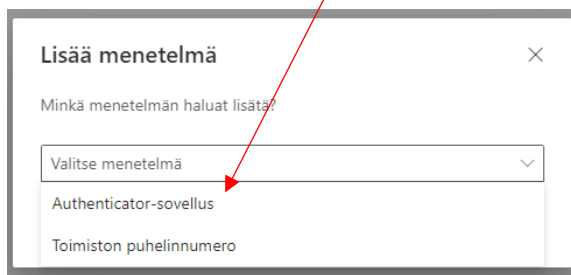 Lisää menetelmä
Minkä menetelmän haluat lisätä?
Valitse menetelmä
Authenticator-sovellus
Toimiston puhelinnumero